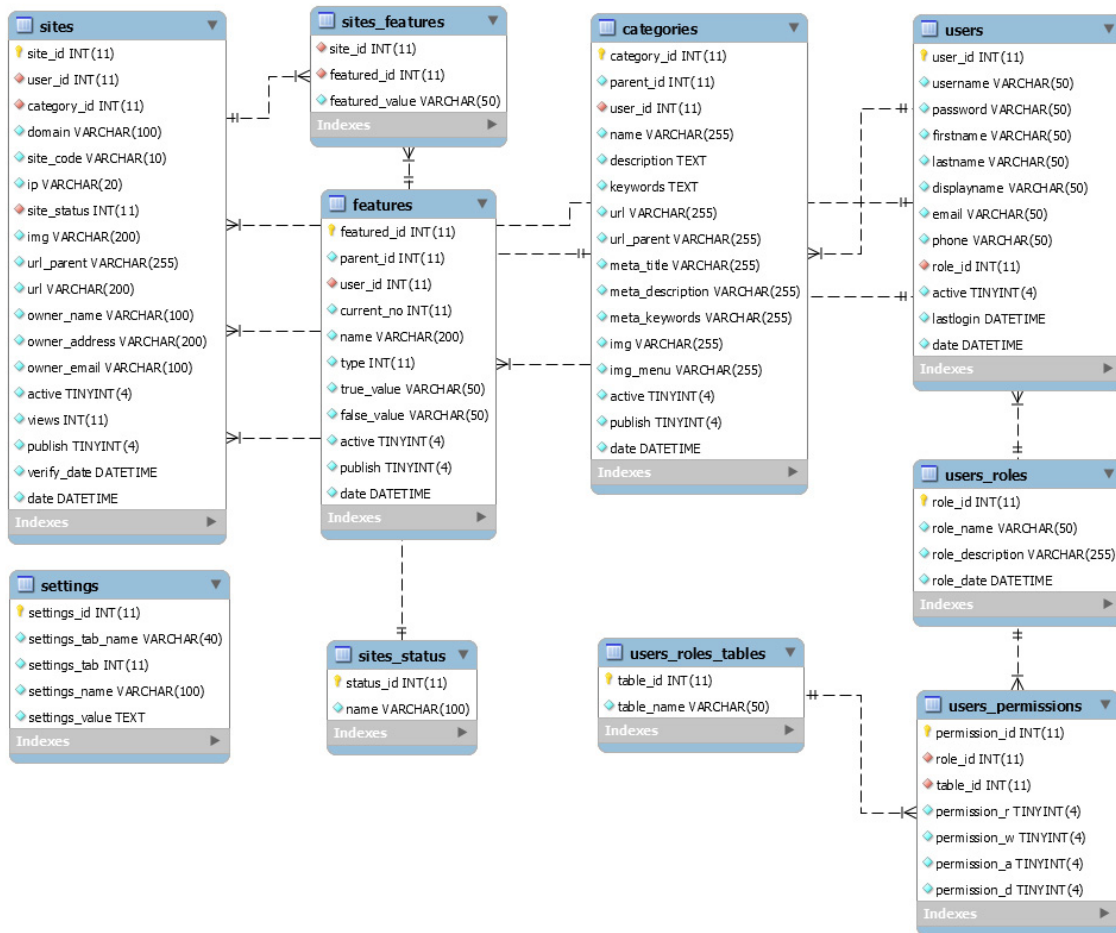 sites
site_id INT(11)
user_id INT(11)
category_id INT(11)
domain VARCHAR(100)
site_code VARCHAR(10)
ip VARCHAR(20)
site_status INT(11)
img VARCHAR(200)
url_parent VARCHAR(255)
url VARCHAR(200)
owner_name VARCHAR(100)
owner_address VARCHAR(200)
owner_email VARCHAR(100)
active TINYINT(4)
views INT(11)
publish TINYINT(4)
verify_date DATETIME
date DATETIME
Indexes
sites_features
site_id INT(11)
featured_id INT(11)
featured_value VARCHAR(50)
Indexes
features
featured_id INT(11)
parent_id INT(11)
user_id INT(11)
current_no INT(11)
name VARCHAR(200)
type INT(11)
true_value VARCHAR(50)
false_value VARCHAR(50)
active TINYINT(4)
publish TINYINT(4)
date DATETIME
Indexes
categories
category_id INT(11)
parent_id INT(11)
user_id INT(11)
name VARCHAR(255)
description TEXT
keywords TEXT
url VARCHAR(255)
url_parent VARCHAR(255)
meta_title VARCHAR(255)
meta_description VARCHAR(255)
meta_keywords VARCHAR(255)
img VARCHAR(255)
img_menu VARCHAR(255)
active TINYINT(4)
publish TINYINT(4)
date DATETIME
Indexes
users
user_id INT(11)
username VARCHAR(50)
password VARCHAR(50)
firstname VARCHAR(50)
lastname VARCHAR(50)
displayname VARCHAR(50)
email VARCHAR(50)
phone VARCHAR(50)
role_id INT(11)
active TINYINT(4)
lastlogin DATETIME
date DATETIME
Indexes
users_roles
role_id INT(11)
role_name VARCHAR(50)
role_description VARCHAR(255)
role_date DATETIME
Indexes
settings
settings_id INT(11)
settings_tab_name VARCHAR(40)
settings_tab INT(11)
settings_name VARCHAR(100)
settings_value TEXT
Indexes
sites_status
status_id INT(11)
name VARCHAR(100)
Indexes
users_roles_tables
table_id INT(11)
table_name VARCHAR(50)
Indexes
users_permissions
permission_id INT(11)
role_id INT(11)
table_id INT(11)
permission_r TINYINT(4)
permission_w TINYINT(4)
permission_a TINYINT(4)
permission_d TINYINT(4)
Indexes